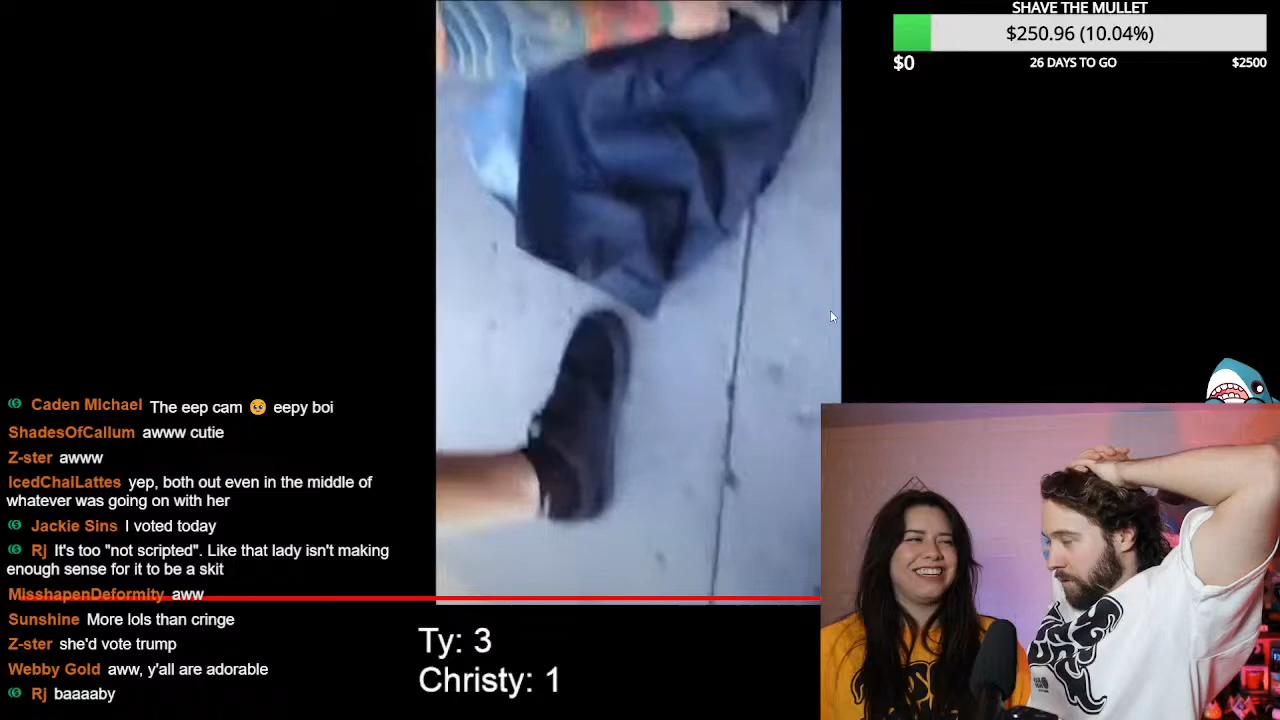 SHAVE THE MULLET
$250.96 (10.04%)
$0 26 DAYS TO GO $2500
Caden Michael The eep cam 🥺 eepy boi
ShadesOfCallum awww cutie
Z-ster awww
IcedChaiLattes yep, both out even in the middle of
whatever was going on with her
Jackie Sins I voted today
Rj It's too "not scripted". Like that lady isn't making
enough sense for it to be a skit
MisshapenDeformity aww
Sunshine More lols than cringe
Z-ster she'd vote trump
Webby Gold aww, y'all are adorable
Rj baaaaby
Ty: 3
Christy: 1